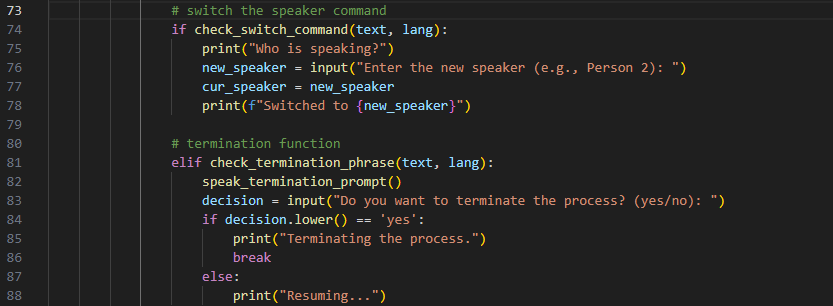 73 # switch the speaker command
74 if check_switch_command(text, lang):
75 print("Who is speaking?")
76 new_speaker = input("Enter the new speaker (e.g., Person 2): ")
77 cur_speaker = new_speaker
78 print(f"Switched to {new_speaker}")
79
80 # termination function
81 elif check_termination_phrase(text, lang):
82 speak_termination_prompt()
83 decision = input("Do you want to terminate the process? (yes/no): ")
84 if decision.lower() == 'yes':
85 print("Terminating the process.")
86 break
87 else:
88 print("Resuming...")